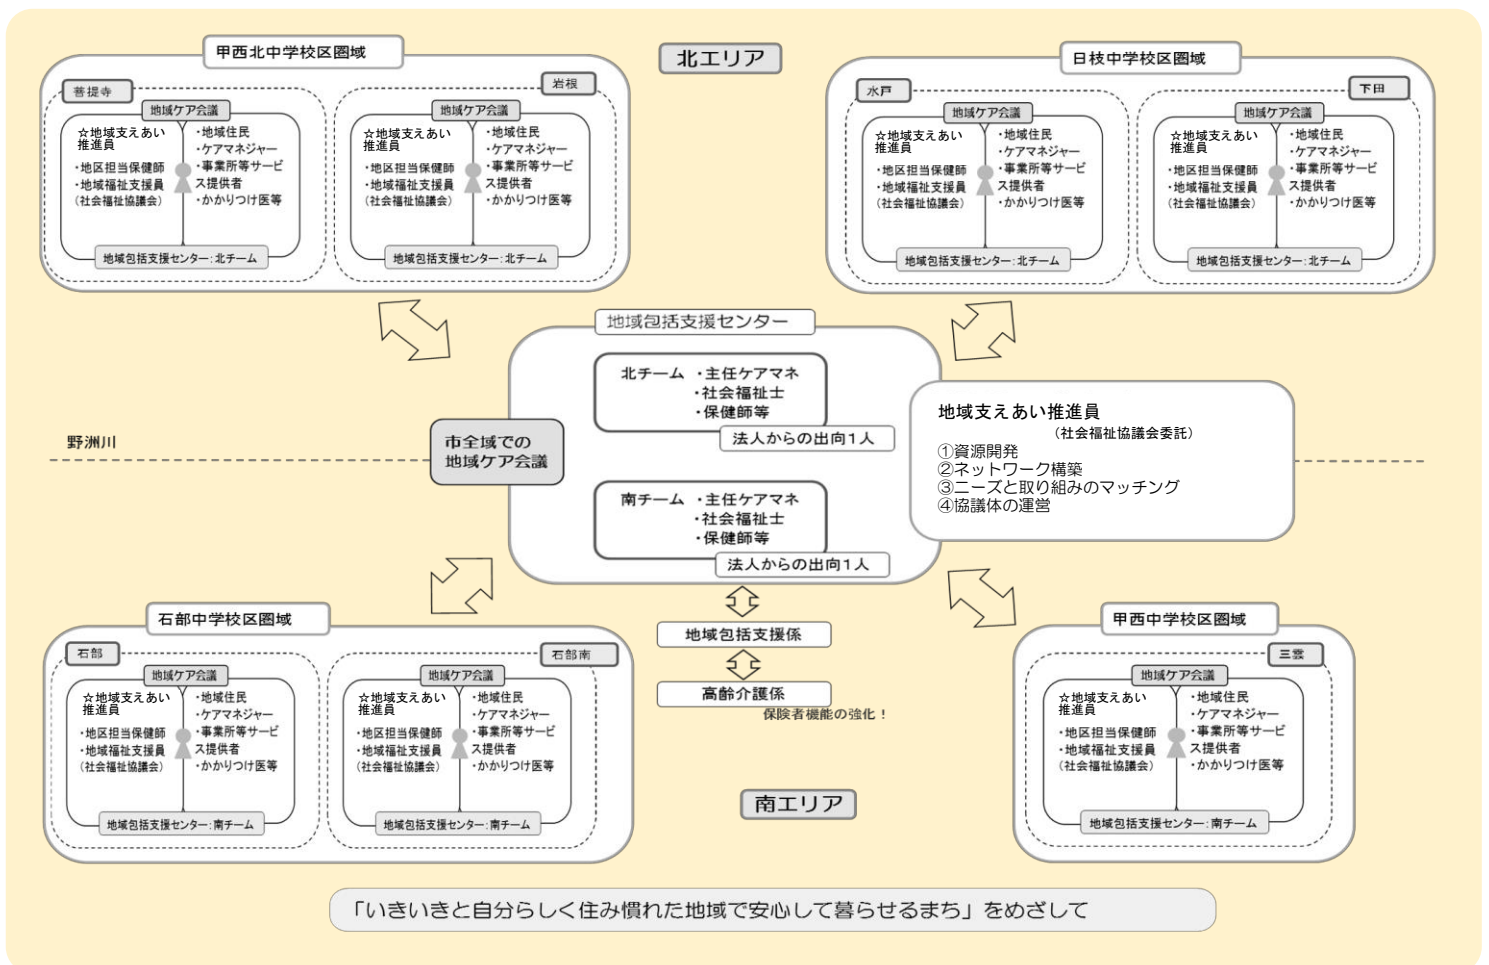 甲西北中学校区圏域
菩提寺
地域ケア会議
☆地域支えあい
推進員
・地区担当保健師
・地域福祉支援員
（社会福祉協議会）
・地域住民
・ケアマネジャー
・事業所等サービ
ス提供者
・かかりつけ医等
地域包括支援センター：北チーム
岩根
地域ケア会議
☆地域支えあい
推進員
・地区担当保健師
・地域福祉支援員
（社会福祉協議会）
・地域住民
・ケアマネジャー
・事業所等サービ
ス提供者
・かかりつけ医等
地域包括支援センター：北チーム
北エリア
日枝中学校区圏域
水戸
地域ケア会議
☆地域支えあい
推進員
・地区担当保健師
・地域福祉支援員
（社会福祉協議会）
・地域住民
・ケアマネジャー
・事業所等サービ
ス提供者
・かかりつけ医等
地域包括支援センター：北チーム
下田
地域ケア会議
☆地域支えあい
推進員
・地区担当保健師
・地域福祉支援員
（社会福祉協議会）
・地域住民
・ケアマネジャー
・事業所等サービ
ス提供者
・かかりつけ医等
地域包括支援センター：北チーム
地域包括支援センター
北チーム ・主任ケアマネ
・社会福祉士
・保健師等
法人からの出向１人
野洲川
市全域での
地域ケア会議
南チーム ・主任ケアマネ
・社会福祉士
・保健師等
法人からの出向１人
地域支えあい推進員
（社会福祉協議会委託）
①資源開発
②ネットワーク構築
③ニーズと取り組みのマッチング
④協議体の運営
地域包括支援係
高齢介護係
保険者機能の強化！
石部中学校区圏域
石部
地域ケア会議
☆地域支えあい
推進員
・地区担当保健師
・地域福祉支援員
（社会福祉協議会）
・地域住民
・ケアマネジャー
・事業所等サービ
ス提供者
・かかりつけ医等
地域包括支援センター：南チーム
石部南
地域ケア会議
☆地域支えあい
推進員
・地区担当保健師
・地域福祉支援員
（社会福祉協議会）
・地域住民
・ケアマネジャー
・事業所等サービ
ス提供者
・かかりつけ医等
地域包括支援センター：南チーム
南エリア
甲西中学校区圏域
三雲
地域ケア会議
☆地域支えあい
推進員
・地区担当保健師
・地域福祉支援員
（社会福祉協議会）
・地域住民
・ケアマネジャー
・事業所等サービ
ス提供者
・かかりつけ医等
地域包括支援センター：南チーム
「いきいきと自分らしく住み慣れた地域で安心して暮らせるまち」をめざして